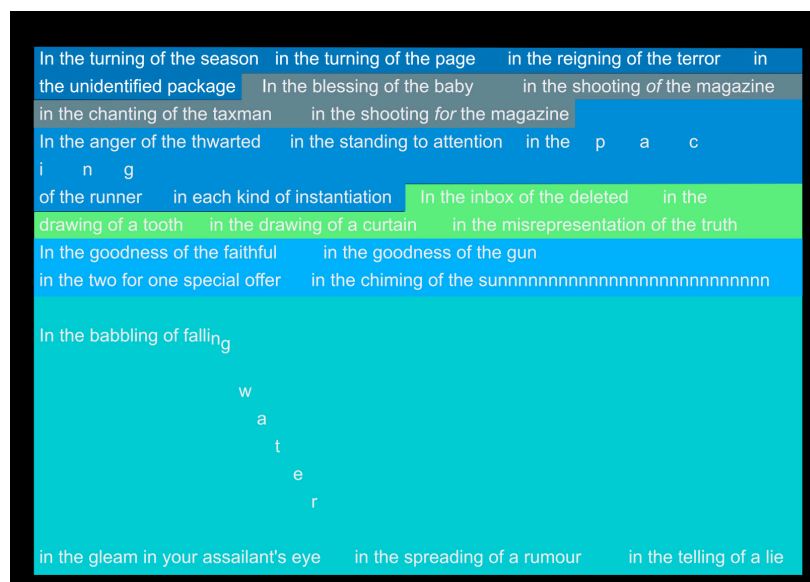 In the turning of the season in the turning of the page in the reigning of the terror in
the unidentified package In the blessing of the baby in the shooting of the magazine
in the chanting of the taxman in the shooting for the magazine
In the anger of the thwarted in the standing to attention in the p a c
i n g
of the runner in each kind of instantiation In the inbox of the deleted in the
drawing of a tooth in the drawing of a curtain in the misrepresentation of the truth
In the goodness of the faithful in the goodness of the gun
in the two for one special offer in the chiming of the sunnnnnnnnnnnnnnnnnnnnnnnnnnn
In the babbling of falling
w
a
t
e
r
in the gleam in your assailant's eye in the spreading of a rumour in the telling of a lie